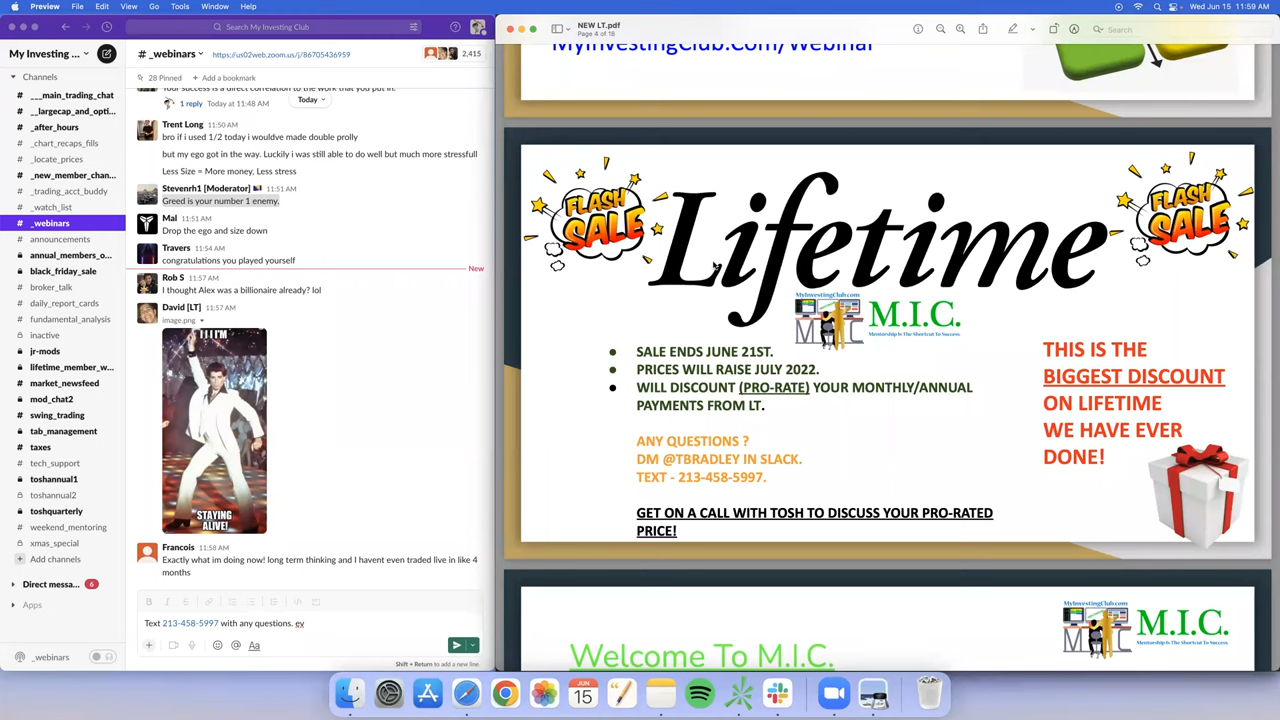 Preview File Edit View Go Tools Window Help
Wed Jun 15 11:59 AM
Search My Investing Club
My Investing ...
# _webinars
https://us02web.zoom.us/j/86705436959
2,415
28 Pinned
Add a bookmark
Channels
# ___main_trading_chat
# __largecap_and_opti...
# _after_hours
# _chart_recaps_fills
# _locate_prices
# _new_member_chan...
# _trading_acct_buddy
# _watch_list
# _webinars
announcements
annual_members_o...
black_friday_sale
broker_talk
daily_report_cards
fundamental_analysis
inactive
jr-mods
lifetime_member_w...
market_newsfeed
mod_chat2
swing_trading
tab_management
taxes
tech_support
toshannual1
toshannual2
toshquarterly
weekend_mentoring
xmas_special
Add channels
Direct messa... 6
Apps
_webinars
Your success is a direct correlation to the work that you put in.
1 reply Today at 11:48 AM
Today
Trent Long 11:50 AM
bro if i used 1/2 today i wouldve made double prolly
but my ego got in the way. Luckily i was still able to do well but much more stressfull
Less Size = More money, Less stress
Stevenrh1 [Moderator] 11:51 AM
Greed is your number 1 enemy.
Mal 11:51 AM
Drop the ego and size down
Travers 11:54 AM
congratulations you played yourself
New
Rob S 11:57 AM
I thought Alex was a billionaire already? lol
David [LT] 11:57 AM
image.png
! ! ! I'M
STAYING
ALIVE!
Francois 11:58 AM
Exactly what im doing now! long term thinking and I havent even traded live in like 4
months
Text 213-458-5997 with any questions. ev
Shift + Return to add a new line.
NEW LT.pdf
Page 4 of 18
Search
MyInvestingClub.Com/Webinar
FLASH
SALE
FLASH
SALE
Lifetime
MyInvestingClub.com
M.I.C.
Mentorship Is The Shortcut To Success.
SALE ENDS JUNE 21ST.
PRICES WILL RAISE JULY 2022.
WILL DISCOUNT (PRO-RATE) YOUR MONTHLY/ANNUAL
PAYMENTS FROM LT.
ANY QUESTIONS ?
DM @TBRADLEY IN SLACK.
TEXT - 213-458-5997.
GET ON A CALL WITH TOSH TO DISCUSS YOUR PRO-RATED
PRICE!
THIS IS THE
BIGGEST DISCOUNT
ON LIFETIME
WE HAVE EVER
DONE!
Welcome To M.I.C.
MyInvestingClub.com
M.I.C.
Mentorship Is The Shortcut To Success.
JUN
15